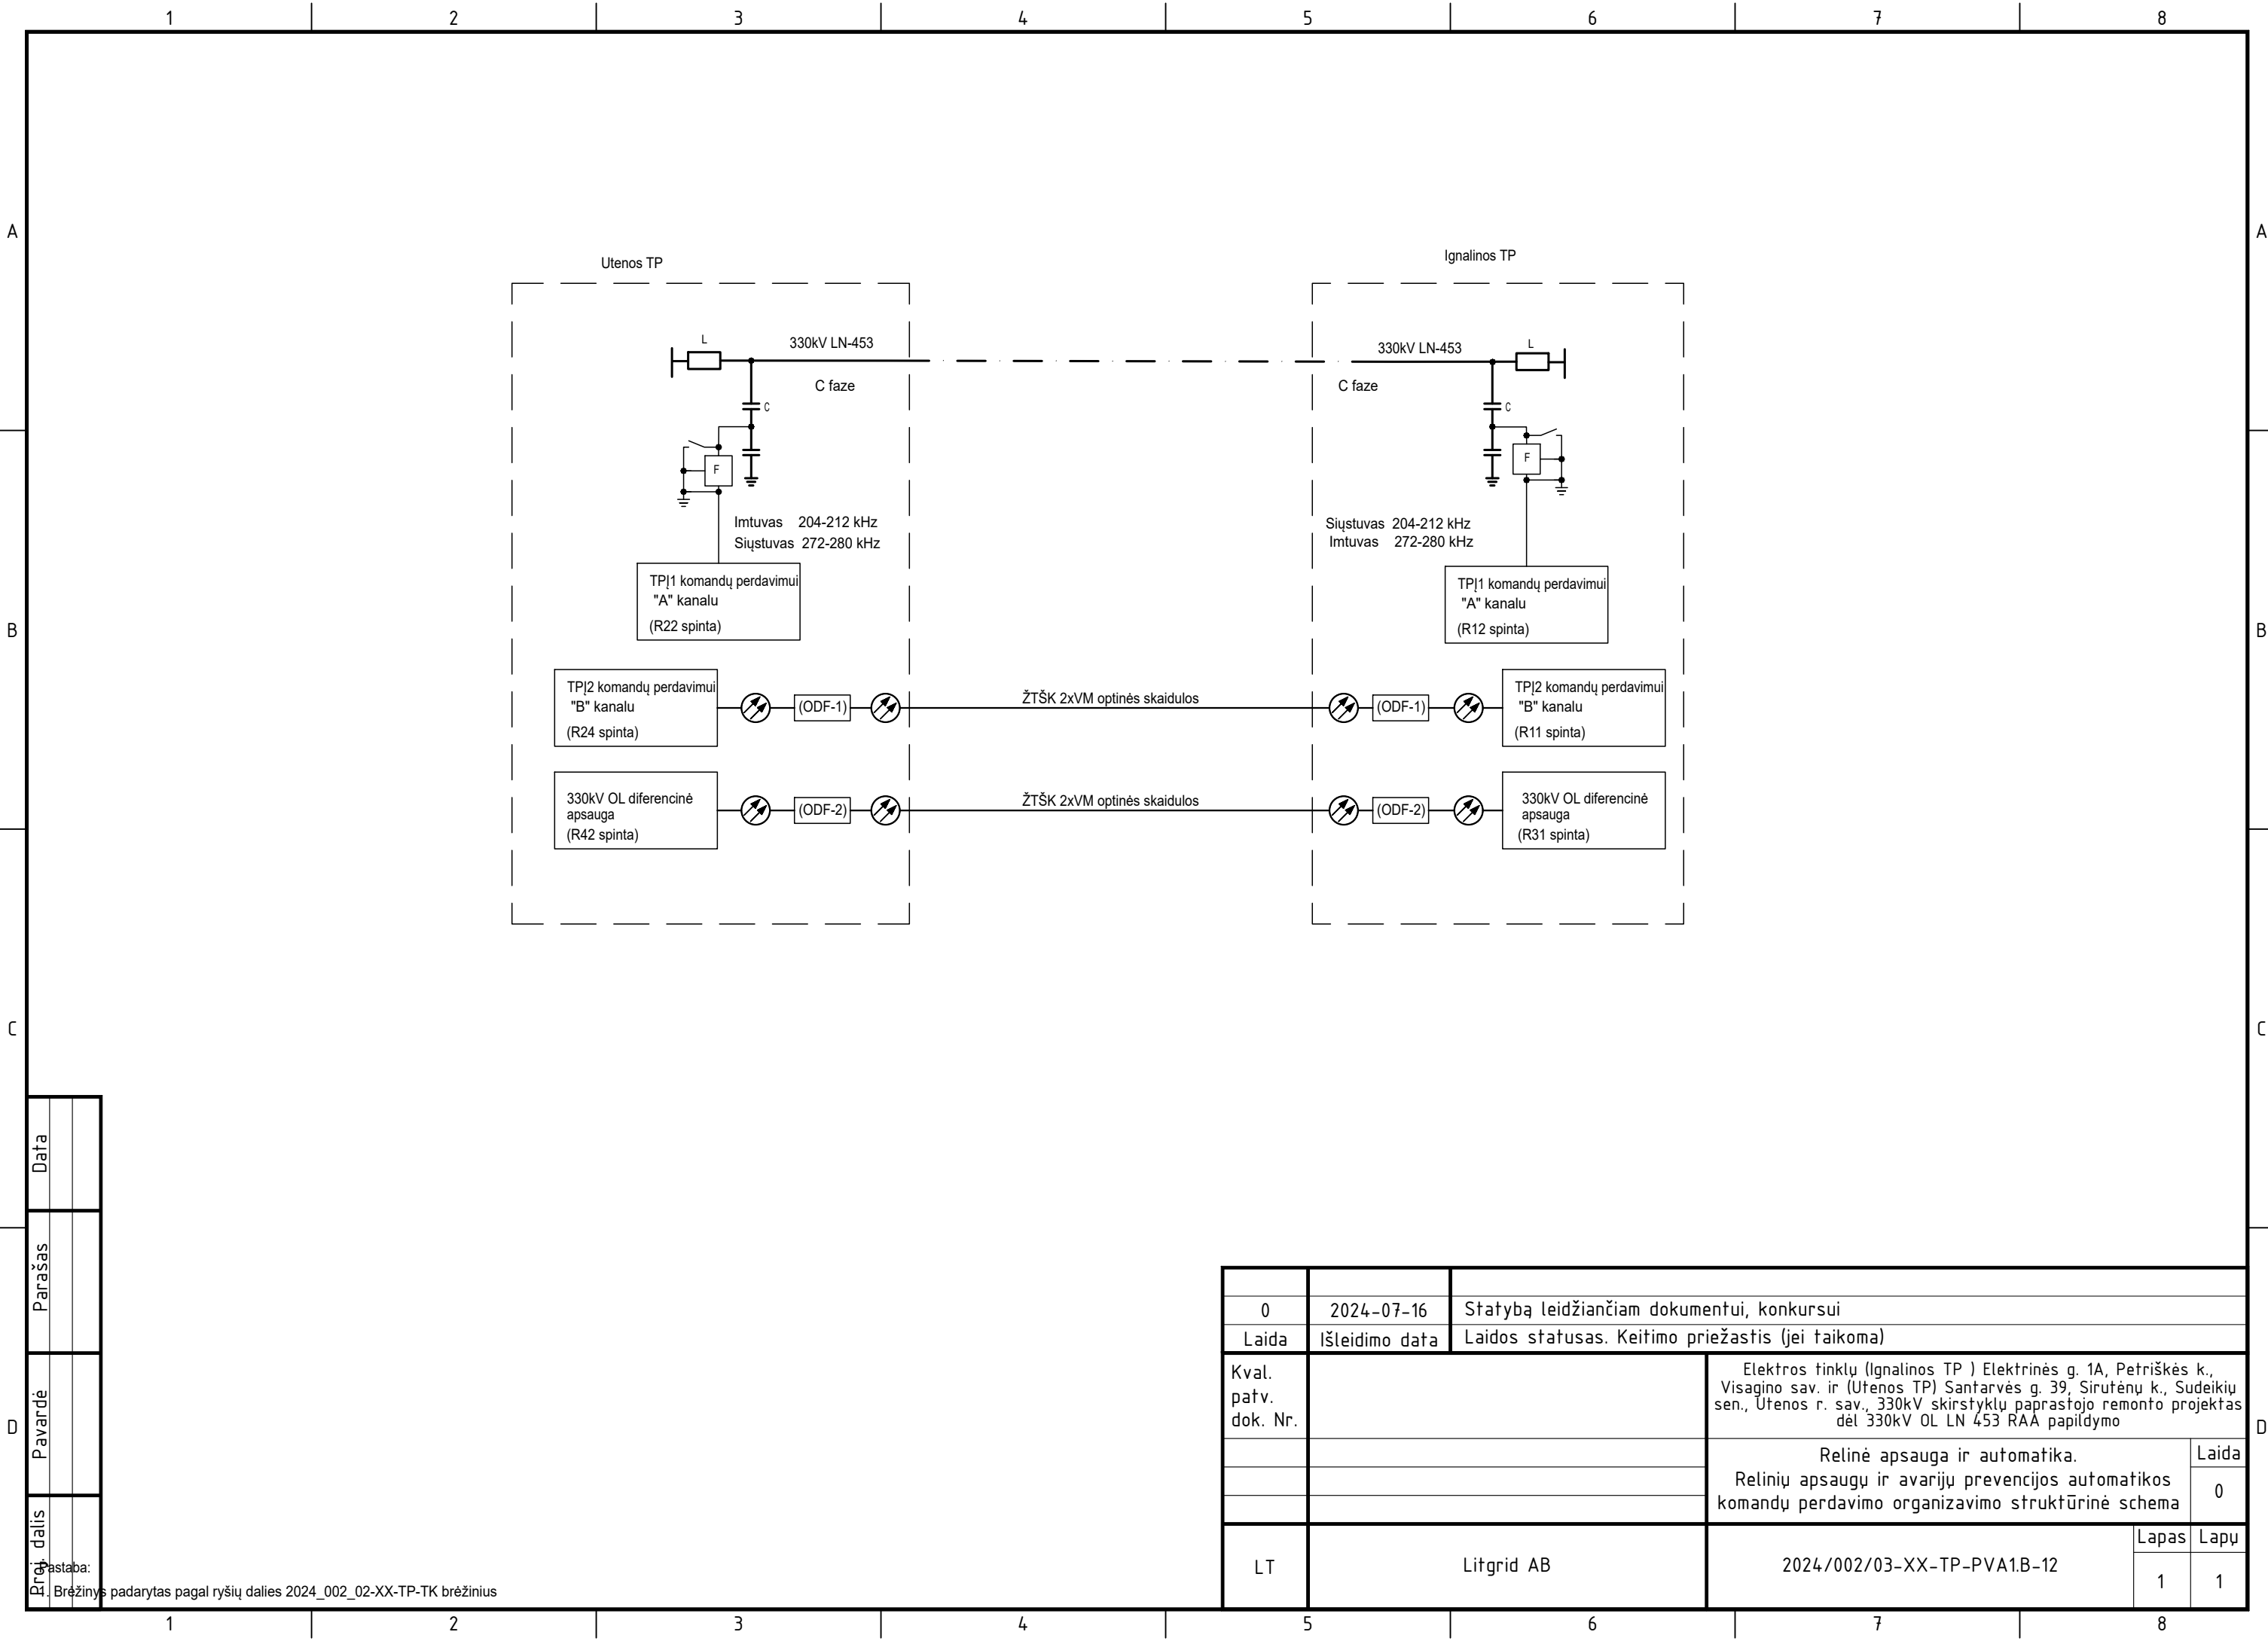 1 2 3 4 5 6 7 8
A A
B B
C C
D D
Utenos TP
L
330kV LN-453
C faze
C
F
Imtuvas 204-212 kHz
Siųstuvas 272-280 kHz
TPĮ1 komandų perdavimui
"A" kanalu
(R22 spinta)
TPĮ2 komandų perdavimui
"B" kanalu
(R24 spinta)
(ODF-1)
330kV OL diferencinė
apsauga
(R42 spinta)
(ODF-2)
ŽTŠK 2xVM optinės skaidulos
ŽTŠK 2xVM optinės skaidulos
Ignalinos TP
330kV LN-453
L
C faze
C
F
Siųstuvas 204-212 kHz
Imtuvas 272-280 kHz
TPĮ1 komandų perdavimui
"A" kanalu
(R12 spinta)
(ODF-1)
TPĮ2 komandų perdavimui
"B" kanalu
(R11 spinta)
(ODF-2)
330kV OL diferencinė
apsauga
(R31 spinta)
Data
Parašas
Pavardė
Proj. dalis
Pastaba:
1. Brėžinys padarytas pagal ryšių dalies 2024_002_02-XX-TP-TK brėžinius
0 2024-07-16 Statybą leidžiančiam dokumentui, konkursui
Laida Išleidimo data Laidos statusas. Keitimo priežastis (jei taikoma)
Kval.
patv.
dok. Nr.
Elektros tinklų (Ignalinos TP ) Elektrinės g. 1A, Petriškės k.,
Visagino sav. ir (Utenos TP) Santarvės g. 39, Sirutėnų k., Sudeikių
sen., Utenos r. sav., 330kV skirstyklų paprastojo remonto projektas
dėl 330kV OL LN 453 RAA papildymo
Relinė apsauga ir automatika.
Relinių apsaugų ir avarijų prevencijos automatikos
komandų perdavimo organizavimo struktūrinė schema
Laida
0
LT
Litgrid AB
2024/002/03-XX-TP-PVA1.B-12
Lapas Lapų
1 1
1 2 3 4 5 6 7 8